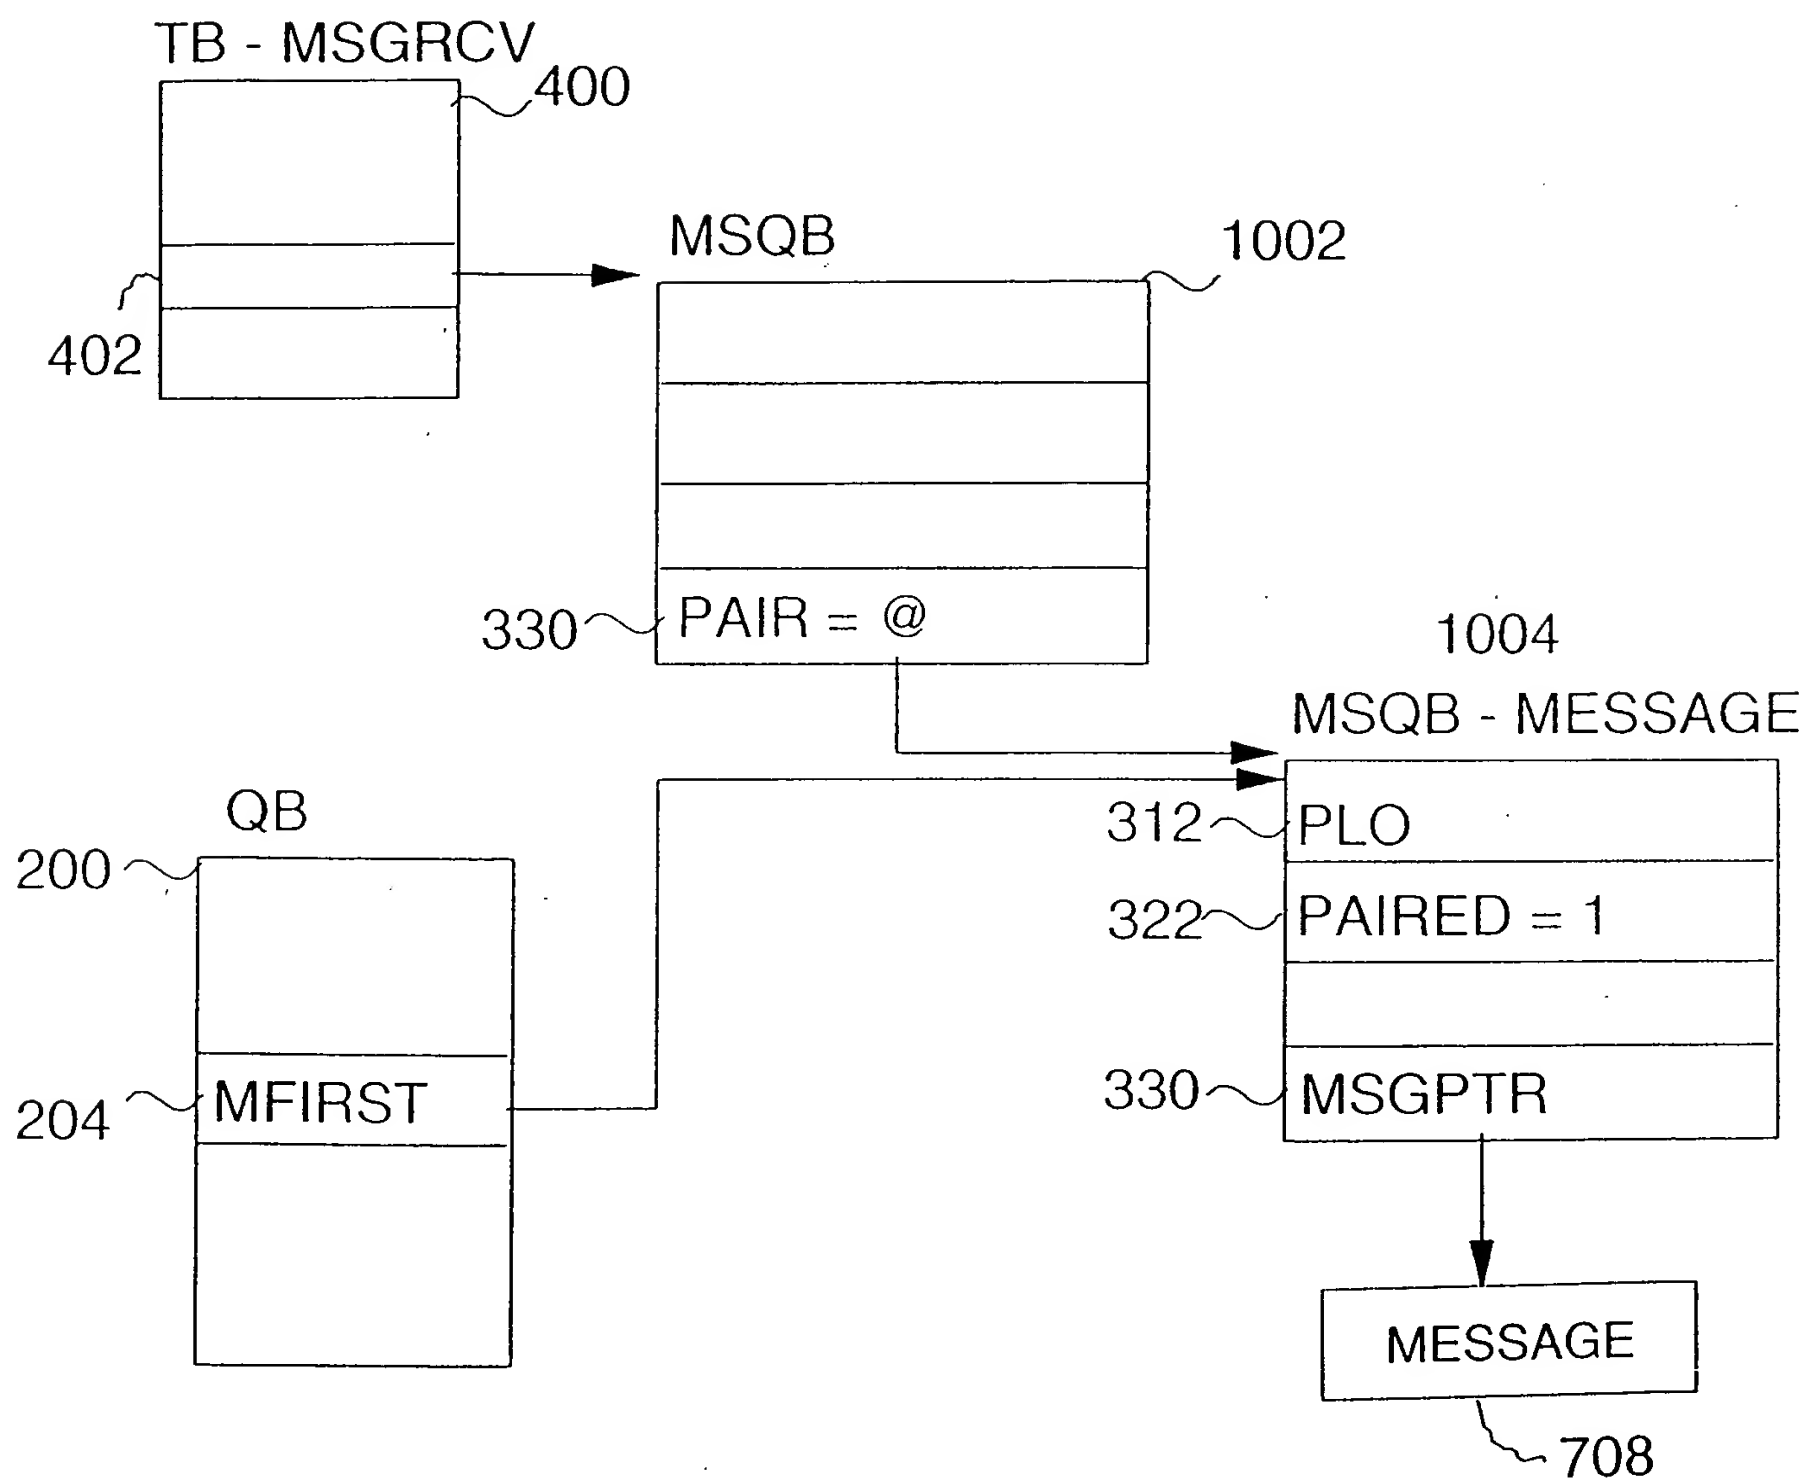 TB - MSGRCV
400
402
MSQB
1002
330
PAIR = @
1004
MSQB - MESSAGE
312
PLO
322
PAIRED = 1
330
MSGPTR
QB
200
204
MFIRST
MESSAGE
708